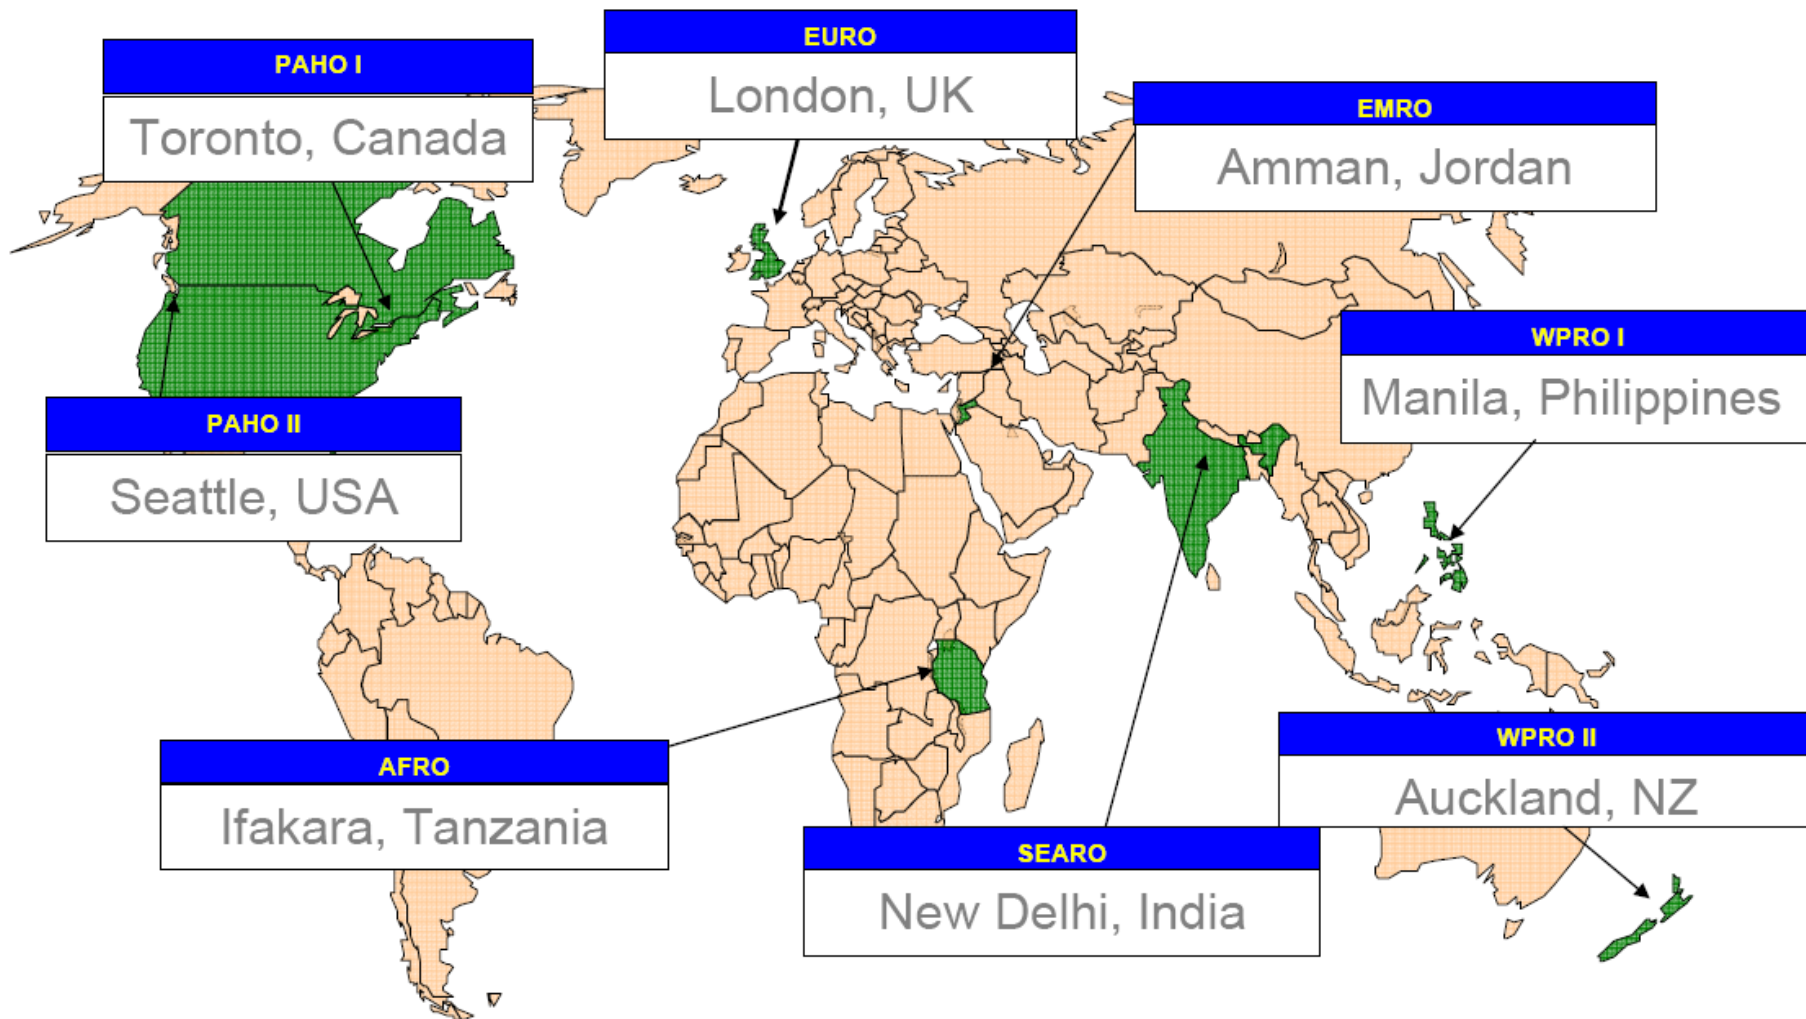 EURO
London, UK
PAHO I
Toronto, Canada
EMRO
Amman, Jordan
WPRO I
Manila, Philippines
PAHO II
Seattle, USA
WPRO II
Auckland, NZ
AFRO
Ifakara, Tanzania
SEARO
New Delhi, India